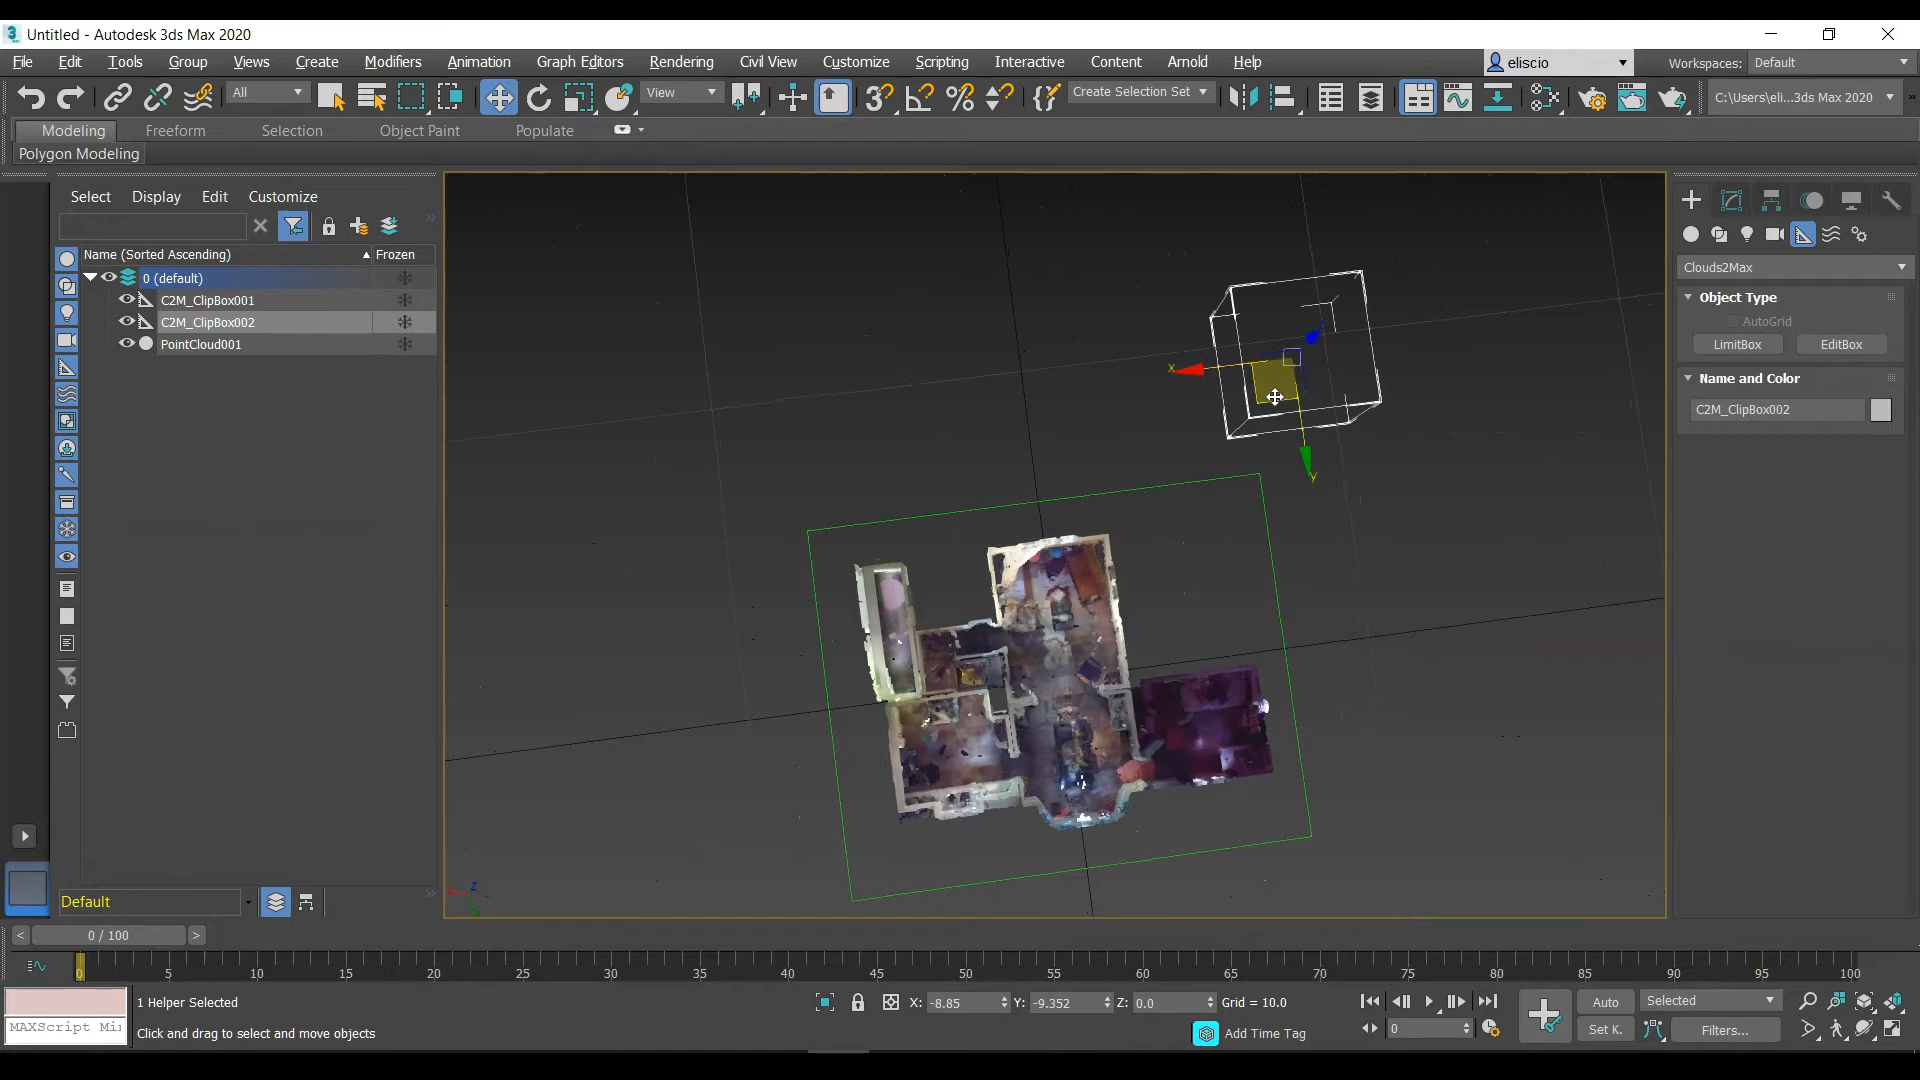 Untitled - Autodesk 3ds Max 2020
File Edit Tools Group Views Create Modifiers Animation Graph Editors Rendering Civil View Customize Scripting Interactive Content Arnold Help
eliscio
Workspaces: Default
All
View
Create Selection Set
C:\Users\eli...3ds Max 2020
Modeling Freeform Selection Object Paint Populate
Polygon Modeling
Select Display Edit Customize
Name (Sorted Ascending) Frozen
0 (default)
C2M_ClipBox001
C2M_ClipBox002
PointCloud001
x
y
z
Clouds2Max
Object Type
AutoGrid
LimitBox EditBox
Name and Color
C2M_ClipBox002
Default
0 / 100
0 5 10 15 20 25 30 35 40 45 50 55 60 65 70 75 80 85 90 95 100
1 Helper Selected
X: -8.85 Y: -9.352 Z: 0.0 Grid = 10.0
Auto Selected
MAXScript Mi
Click and drag to select and move objects
Add Time Tag
0
Set K. Filters...